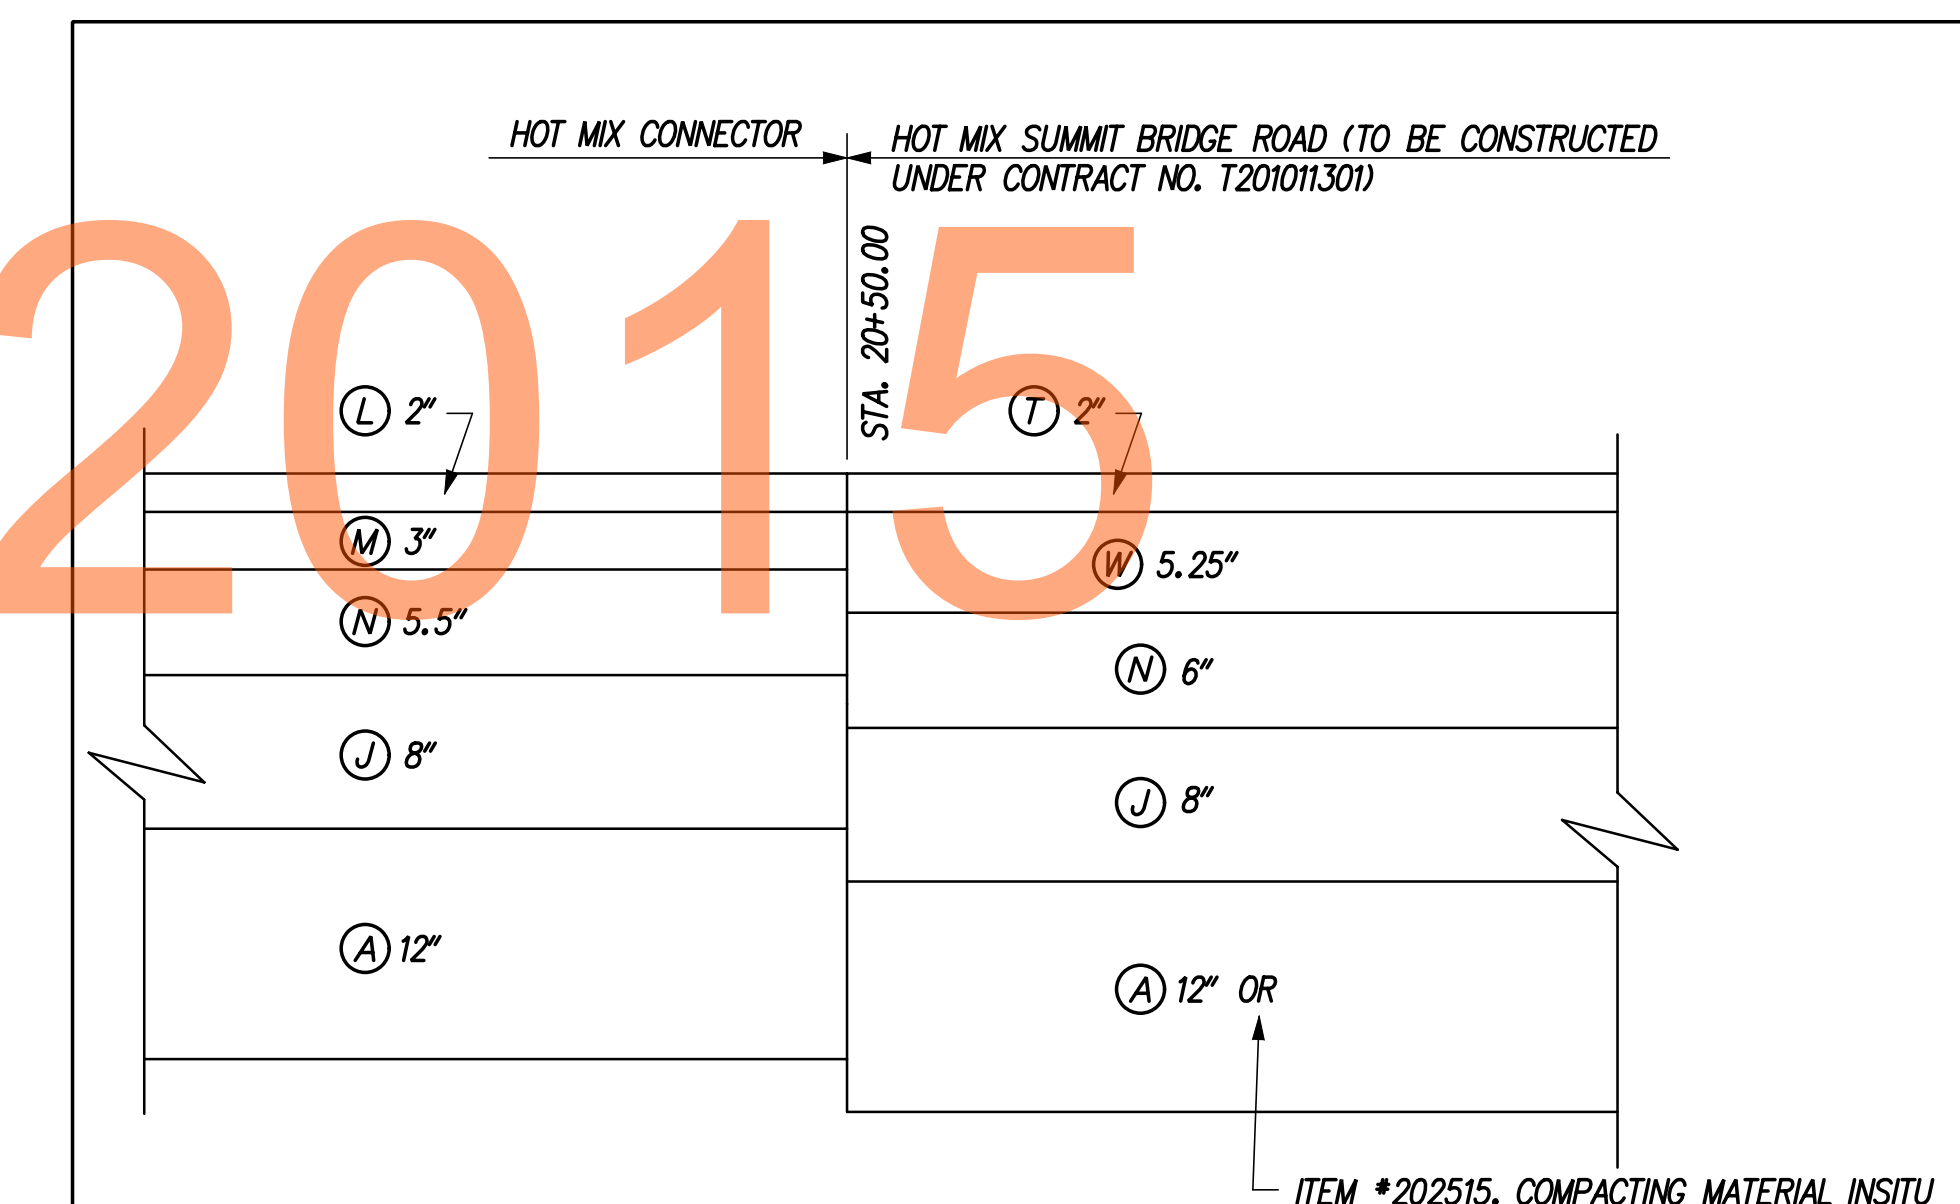 HOT MIX CONNECTOR
HOT MIX SUMMIT BRIDGE ROAD (TO BE CONSTRUCTED
UNDER CONTRACT NO. T201011301)
STA. 20+50.00
2015
L 2"
T 2"
M 3"
W 5.25"
N 5.5"
N 6"
J 8"
J 8"
A 12"
A 12" OR
ITEM #202515. COMPACTING MATERIAL INSITU